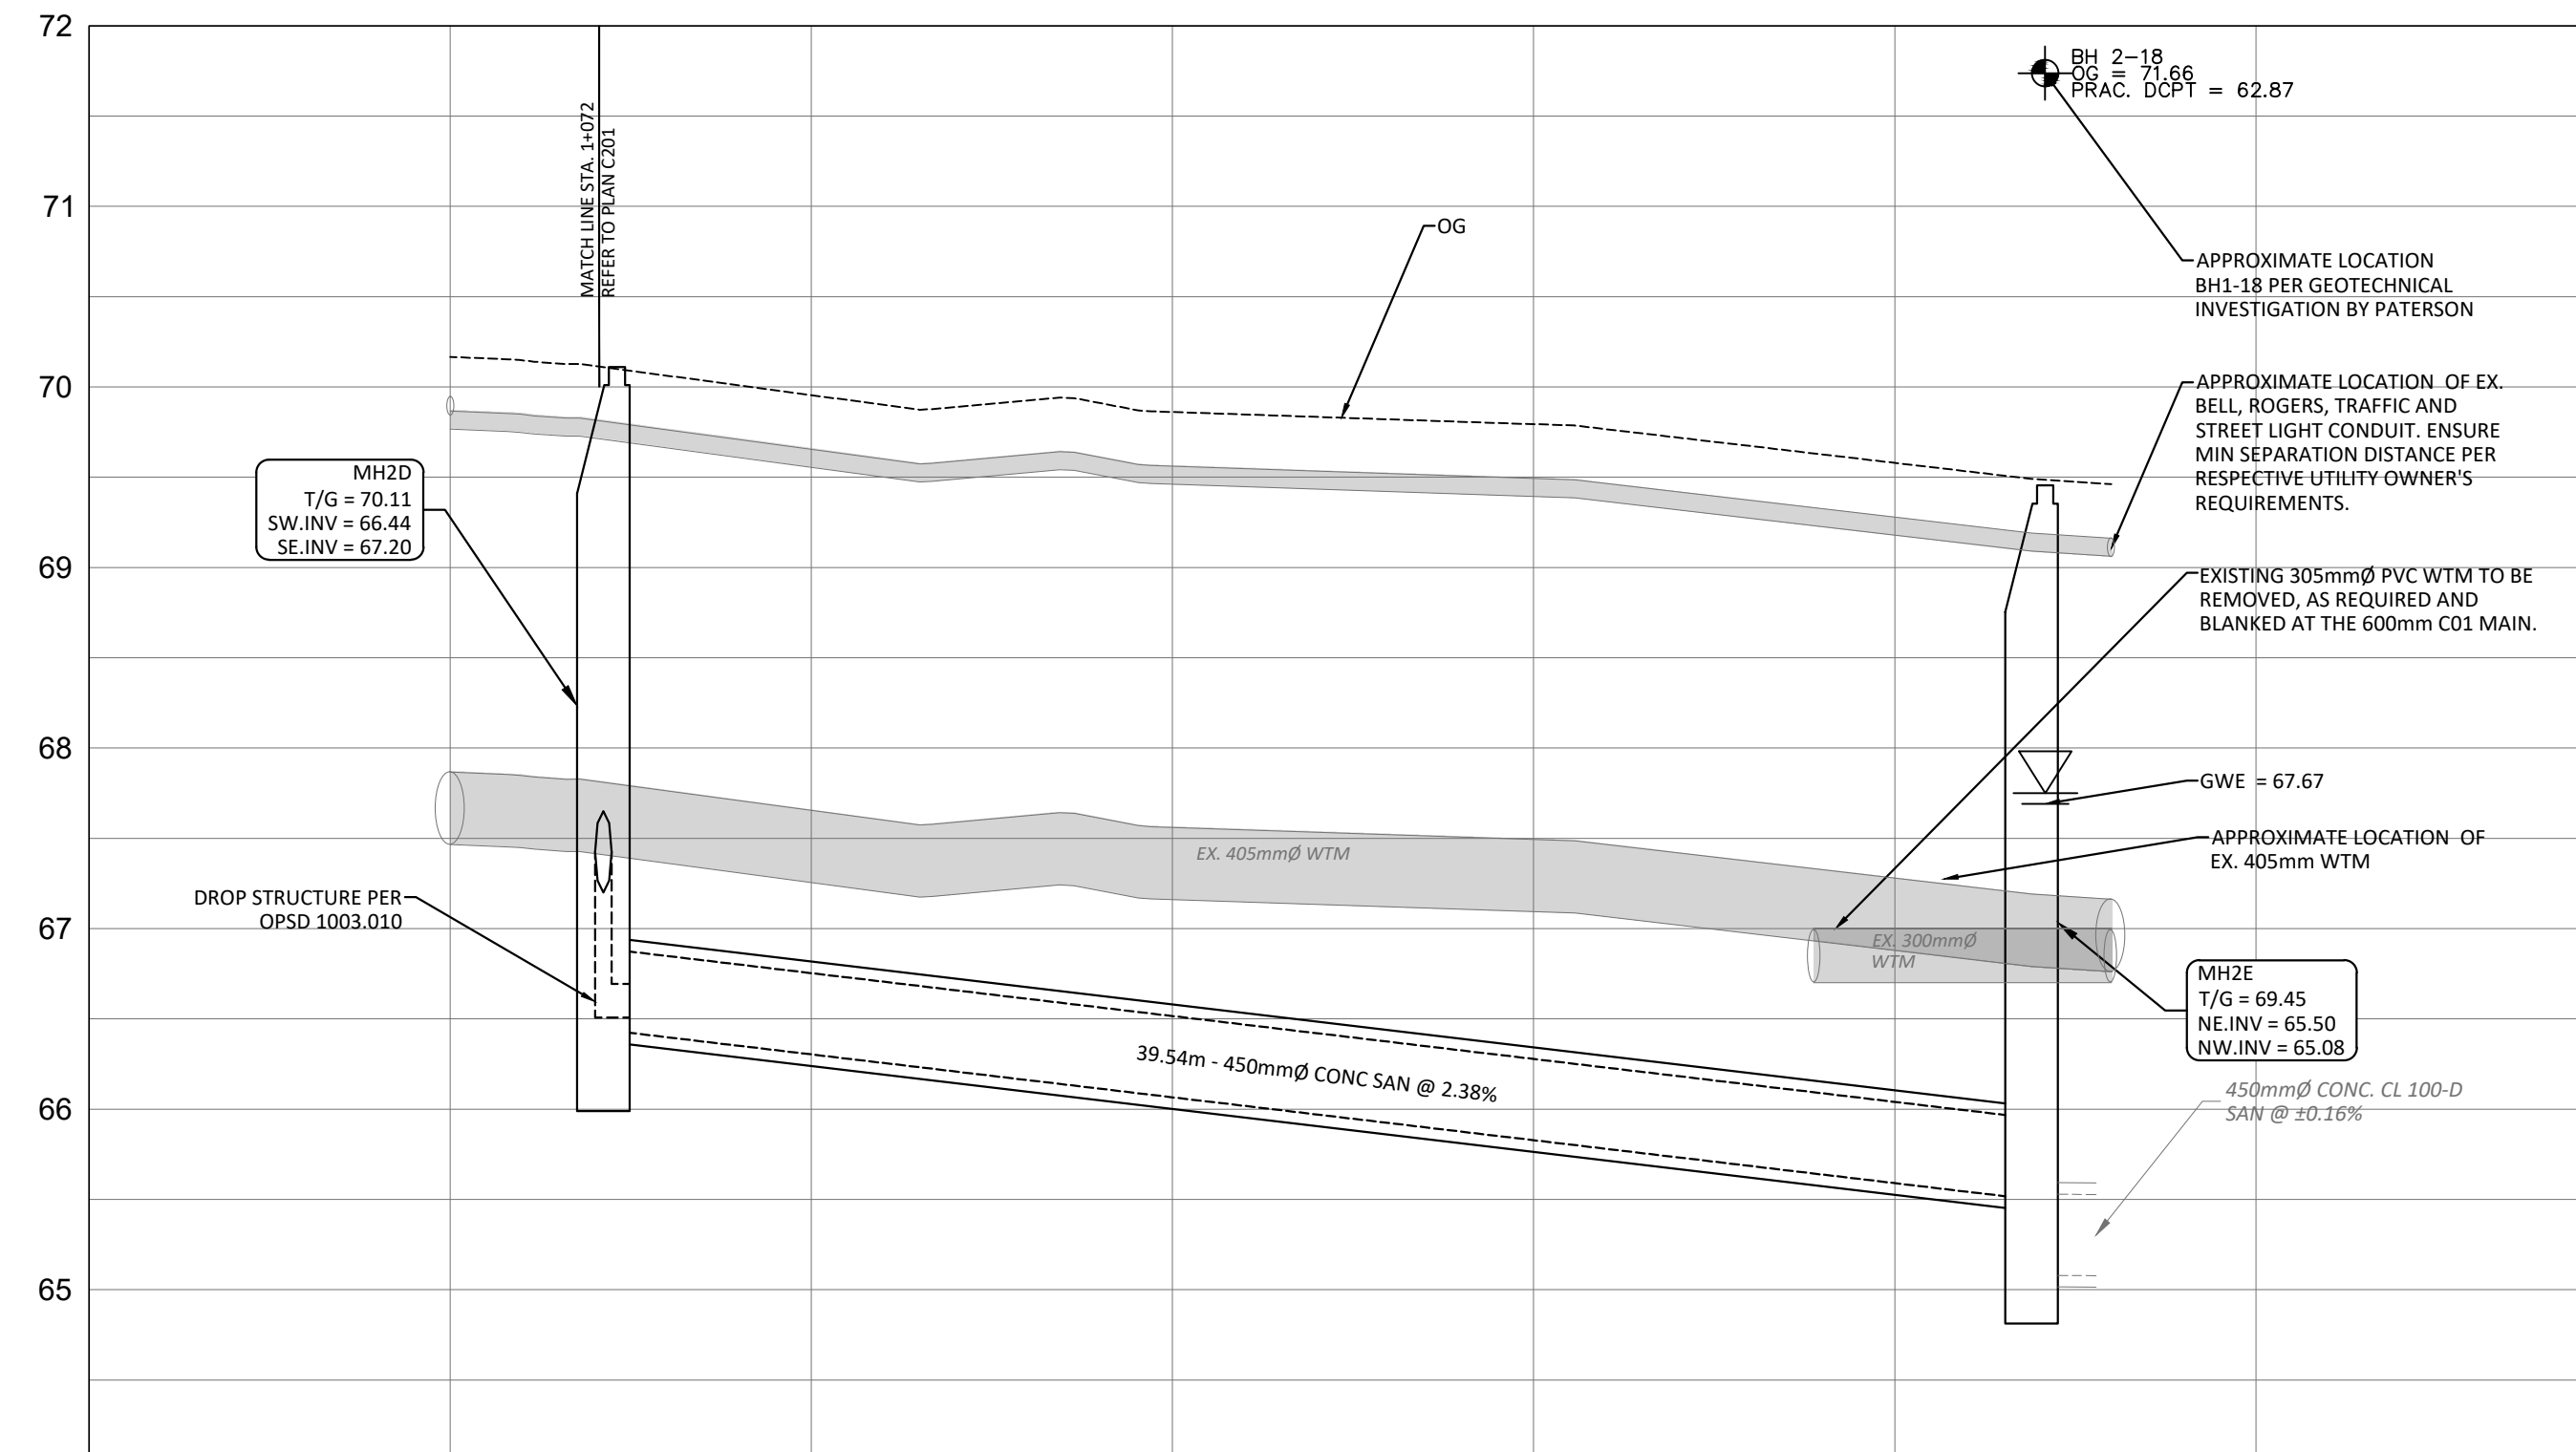 72
71
70
69
68
67
66
65
MATCH LINE STA. 1+072
REFER TO PLAN C201
BH 2-18
OG = 71.66
PRAC. DCPT = 62.87
OG
APPROXIMATE LOCATION
BH1-18 PER GEOTECHNICAL
INVESTIGATION BY PATERSON
APPROXIMATE LOCATION OF EX.
BELL, ROGERS, TRAFFIC AND
STREET LIGHT CONDUIT. ENSURE
MIN SEPARATION DISTANCE PER
RESPECTIVE UTILITY OWNER'S
REQUIREMENTS.
MH2D
T/G = 70.11
SW.INV = 66.44
SE.INV = 67.20
EXISTING 305mmØ PVC WTM TO BE
REMOVED, AS REQUIRED AND
BLANKED AT THE 600mm C01 MAIN.
GWE = 67.67
APPROXIMATE LOCATION OF
EX. 405mm WTM
EX. 405mmØ WTM
DROP STRUCTURE PER
OPSD 1003.010
EX. 300mmØ
WTM
MH2E
T/G = 69.45
NE.INV = 65.50
NW.INV = 65.08
39.54m - 450mmØ CONC SAN @ 2.38%
450mmØ CONC. CL 100-D
SAN @ ±0.16%